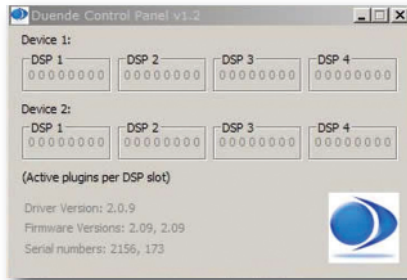 Duende Control Panel v1.2
Device 1:
DSP 1 DSP 2 DSP 3 DSP 4
00000000 00000000 00000000 00000000
Device 2:
DSP 1 DSP 2 DSP 3 DSP 4
00000000 00000000 00000000 00000000
(Active plugins per DSP slot)
Driver Version: 2.0.9
Firmware Versions: 2.09, 2.09
Serial numbers: 2156, 173